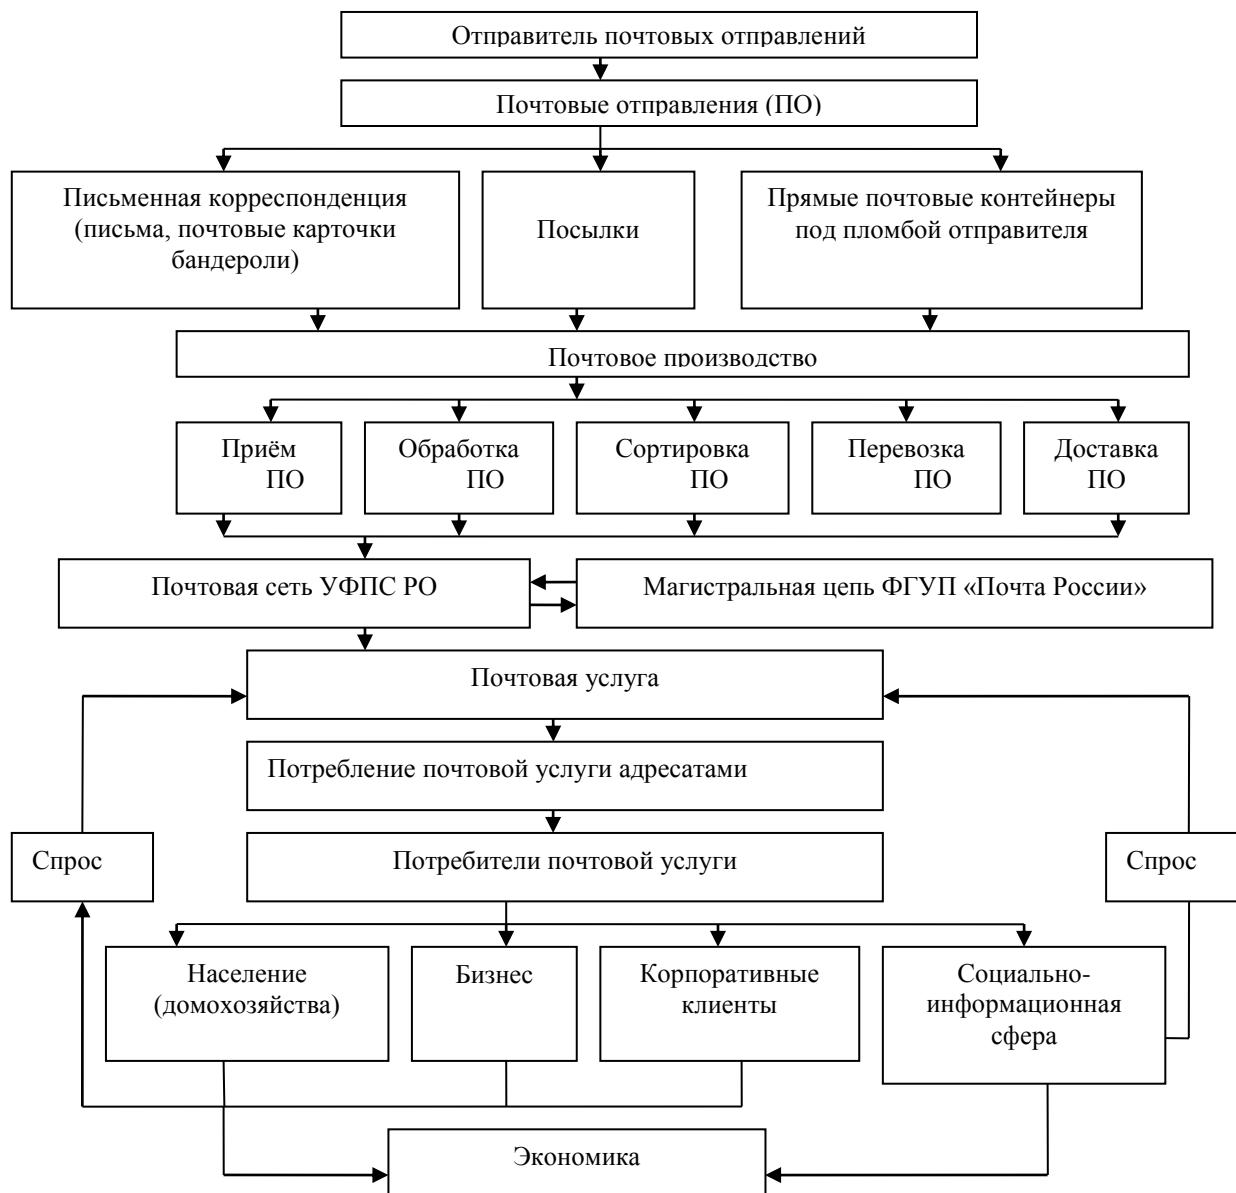 Отправитель почтовых отправлений
Почтовые отправления (ПО)
Письменная корреспонденция
(письма, почтовые карточки
бандероли)
Посылки
Прямые почтовые контейнеры
под пломбой отправителя
Почтовое производство
Приём
ПО
Обработка
ПО
Сортировка
ПО
Перевозка
ПО
Доставка
ПО
Почтовая сеть УФПС РО
Магистральная цепь ФГУП «Почта России»
Почтовая услуга
Потребление почтовой услуги адресатами
Спрос
Потребители почтовой услуги
Спрос
Население
(домохозяйства)
Бизнес
Корпоративные
клиенты
Социально-
информационная
сфера
Экономика